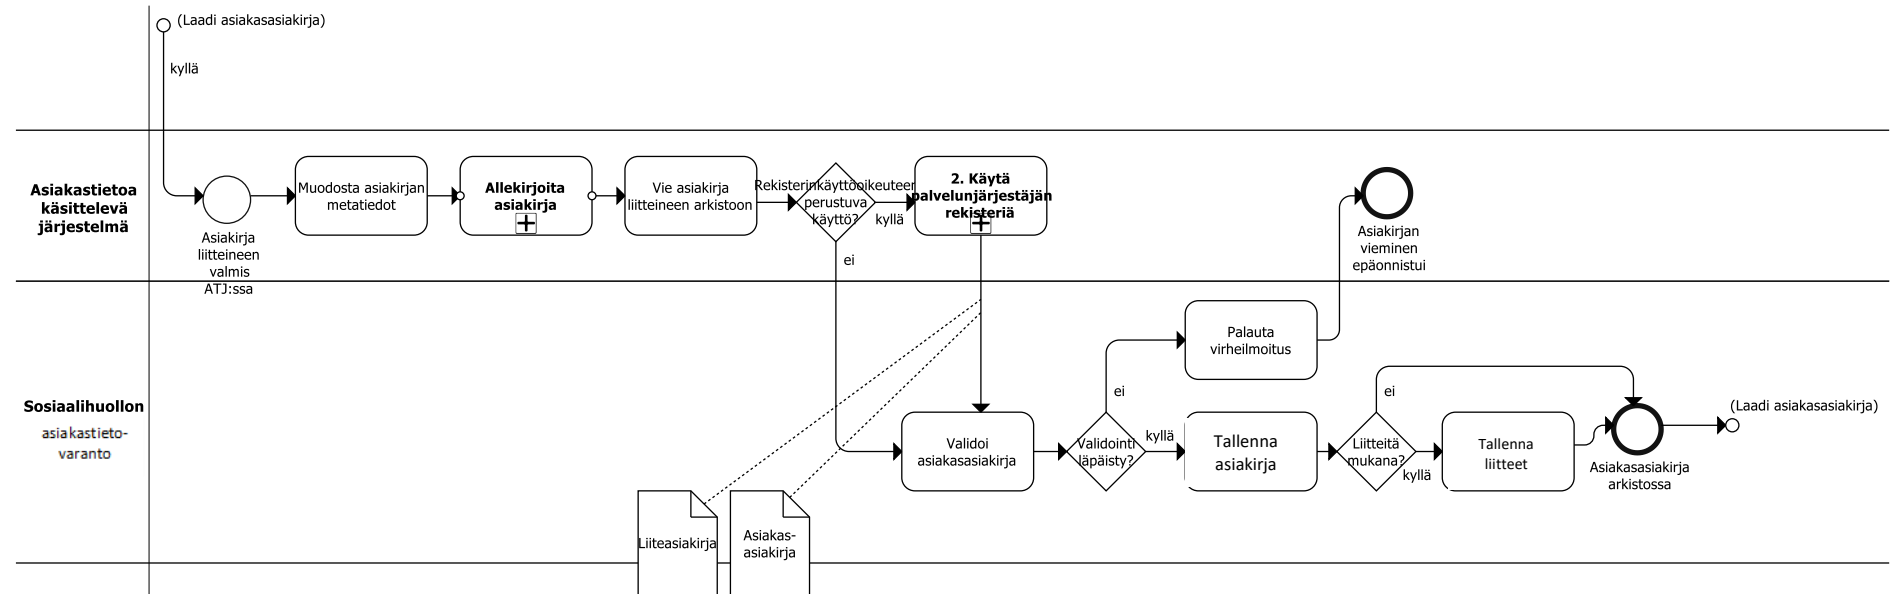 (Laadi asiakasasiakirja)
kyllä
Asiakastietoa
käsittelevä
järjestelmä
Asiakirja
liitteineen
valmis
ATJ:ssa
Muodosta asiakirjan
metatiedot
Allekirjoita
asiakirja
Vie asiakirja
liitteineen arkistoon
Rekisterinkäyttöoikeuteen
perustuva
käyttö?
kyllä
ei
2. Käytä
palvelunjärjestäjän
rekisteriä
Asiakirjan
vieminen
epäonnistui
Sosiaalihuollon
asiakastieto-
varanto
Palauta
virheilmoitus
Validoi
asiakasasiakirja
Validointi
läpäisty?
ei
kyllä
Tallenna
asiakirja
Liitteitä
mukana?
ei
kyllä
Tallenna
liitteet
Asiakasasiakirja
arkistossa
(Laadi asiakasasiakirja)
Liiteasiakirja
Asiakas-
asiakirja